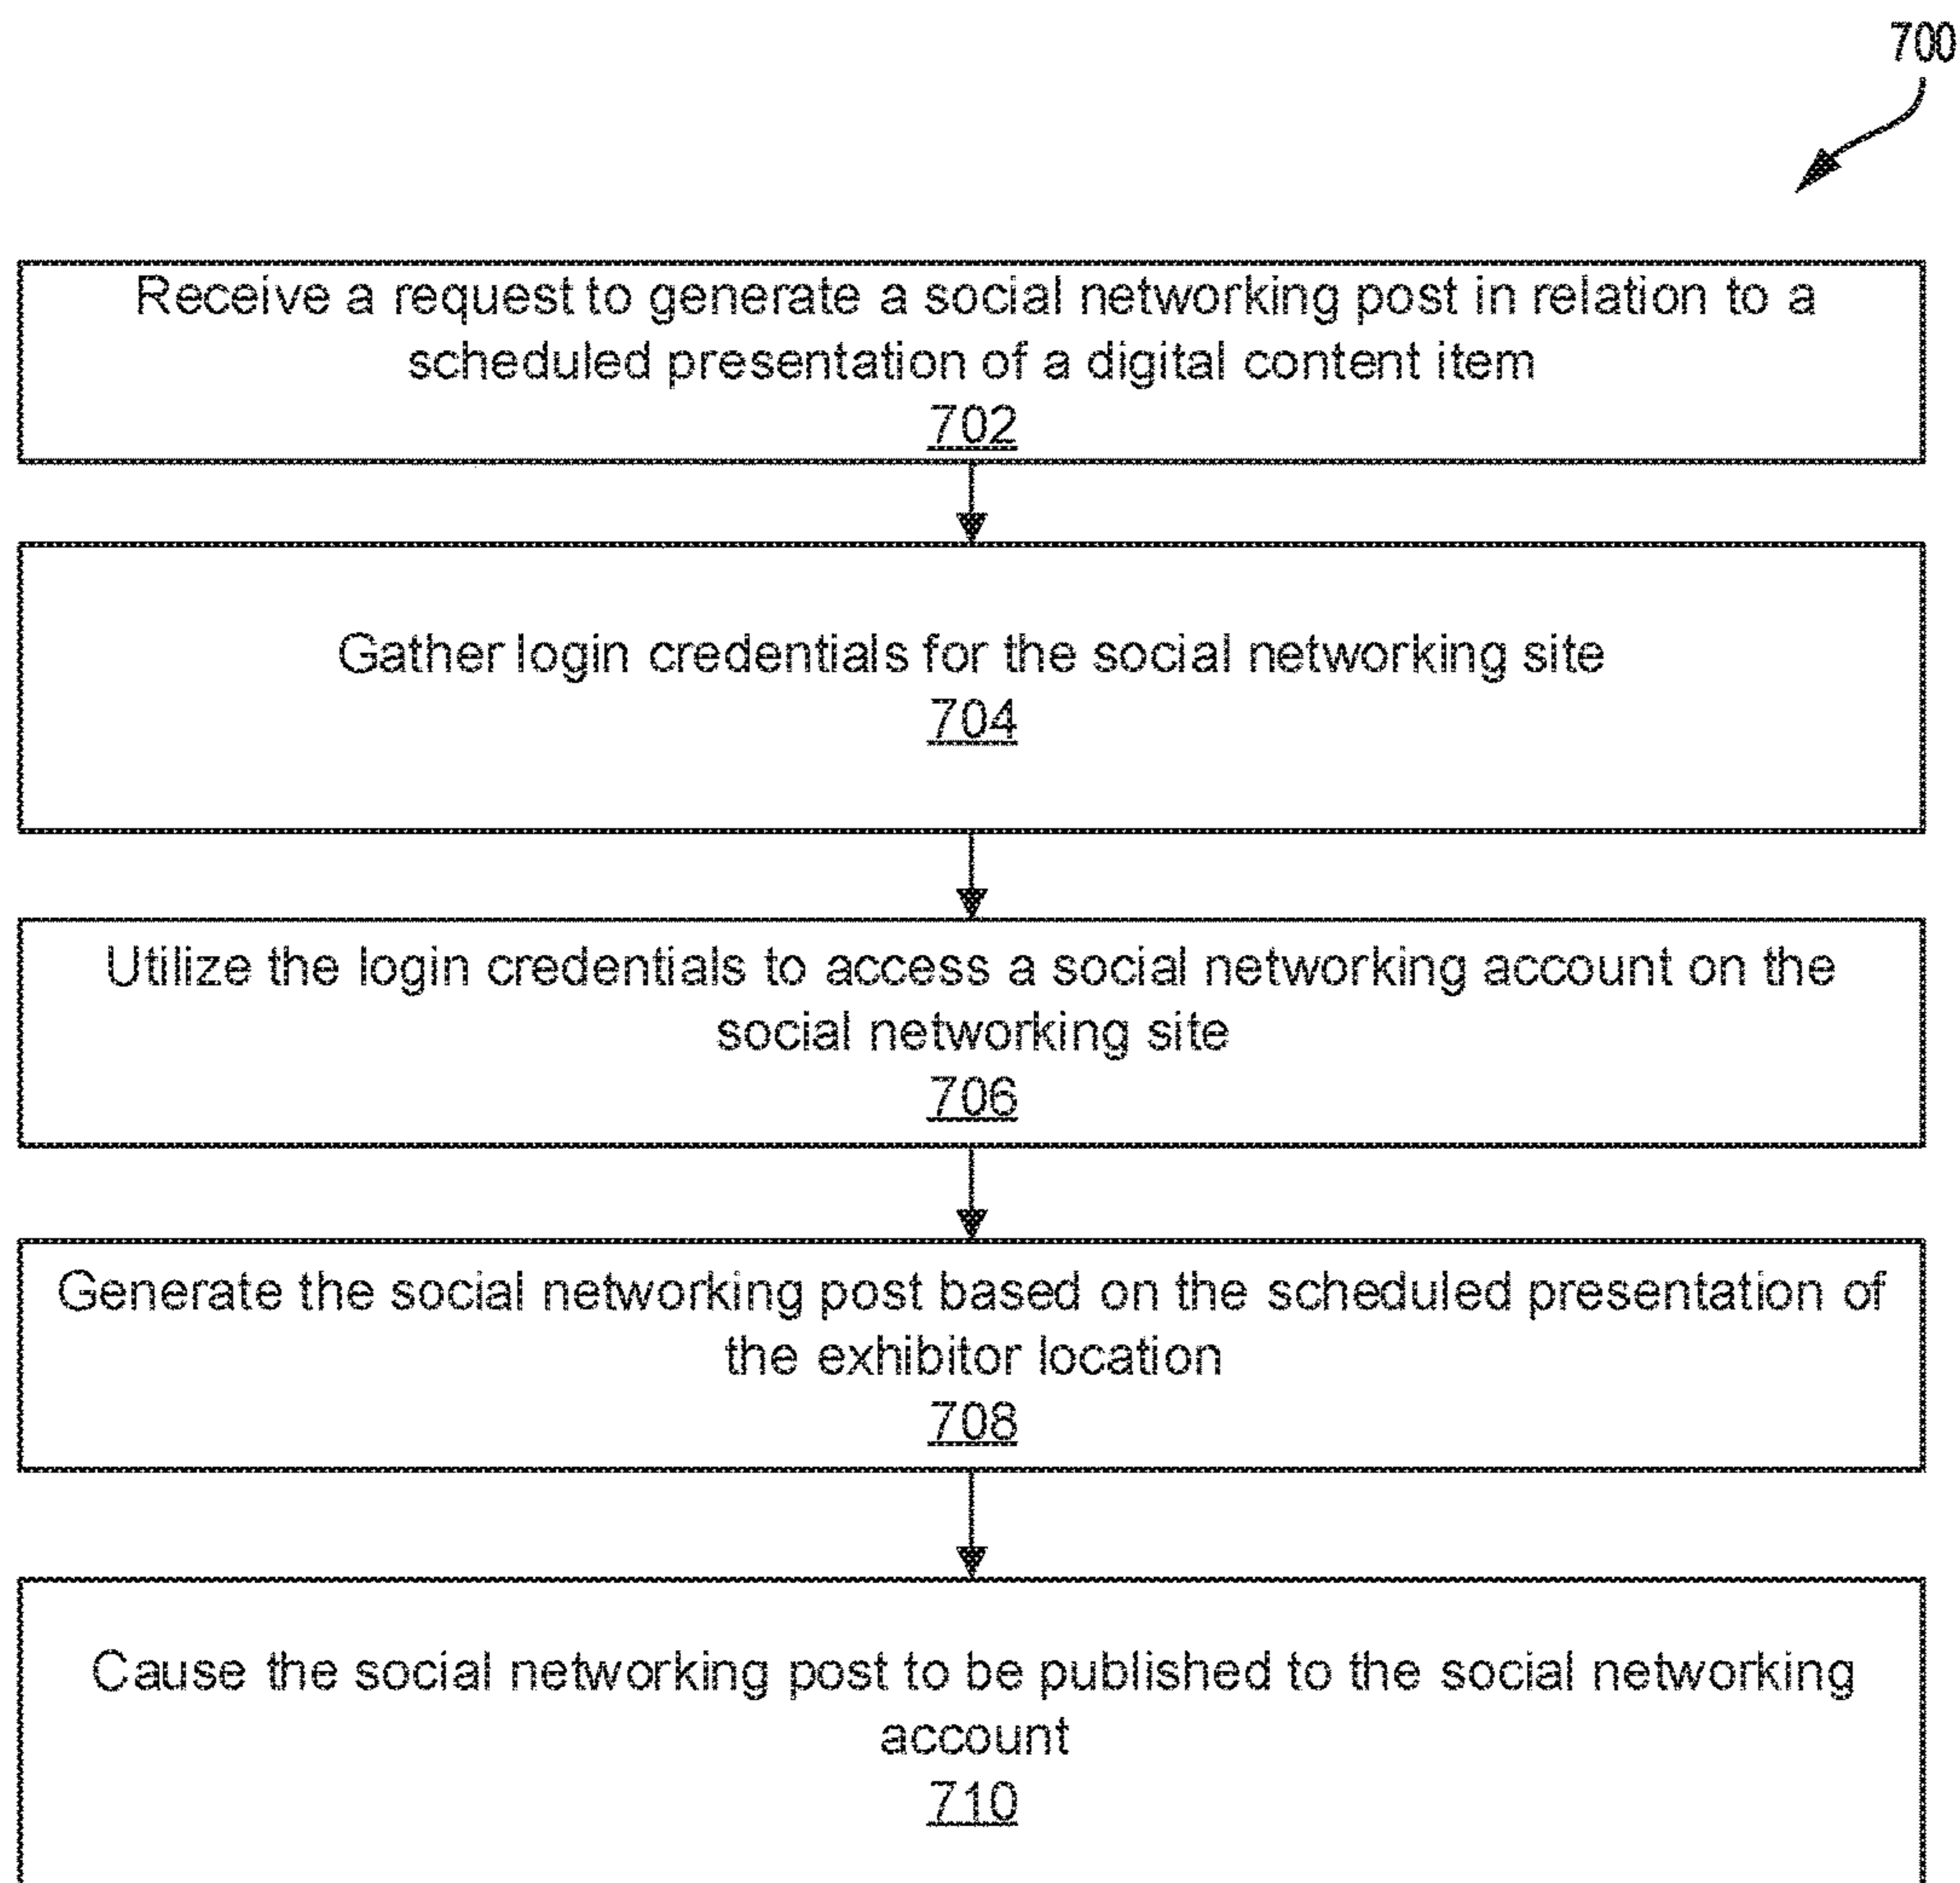 700
Receive a request to generate a social networking post in relation to a
scheduled presentation of a digital content item
702
Gather login credentials for the social networking site
704
Utilize the login credentials to access a social networking account on the
social networking site
706
Generate the social networking post based on the scheduled presentation of
the exhibitor location
708
Cause the social networking post to be published to the social networking
account
710